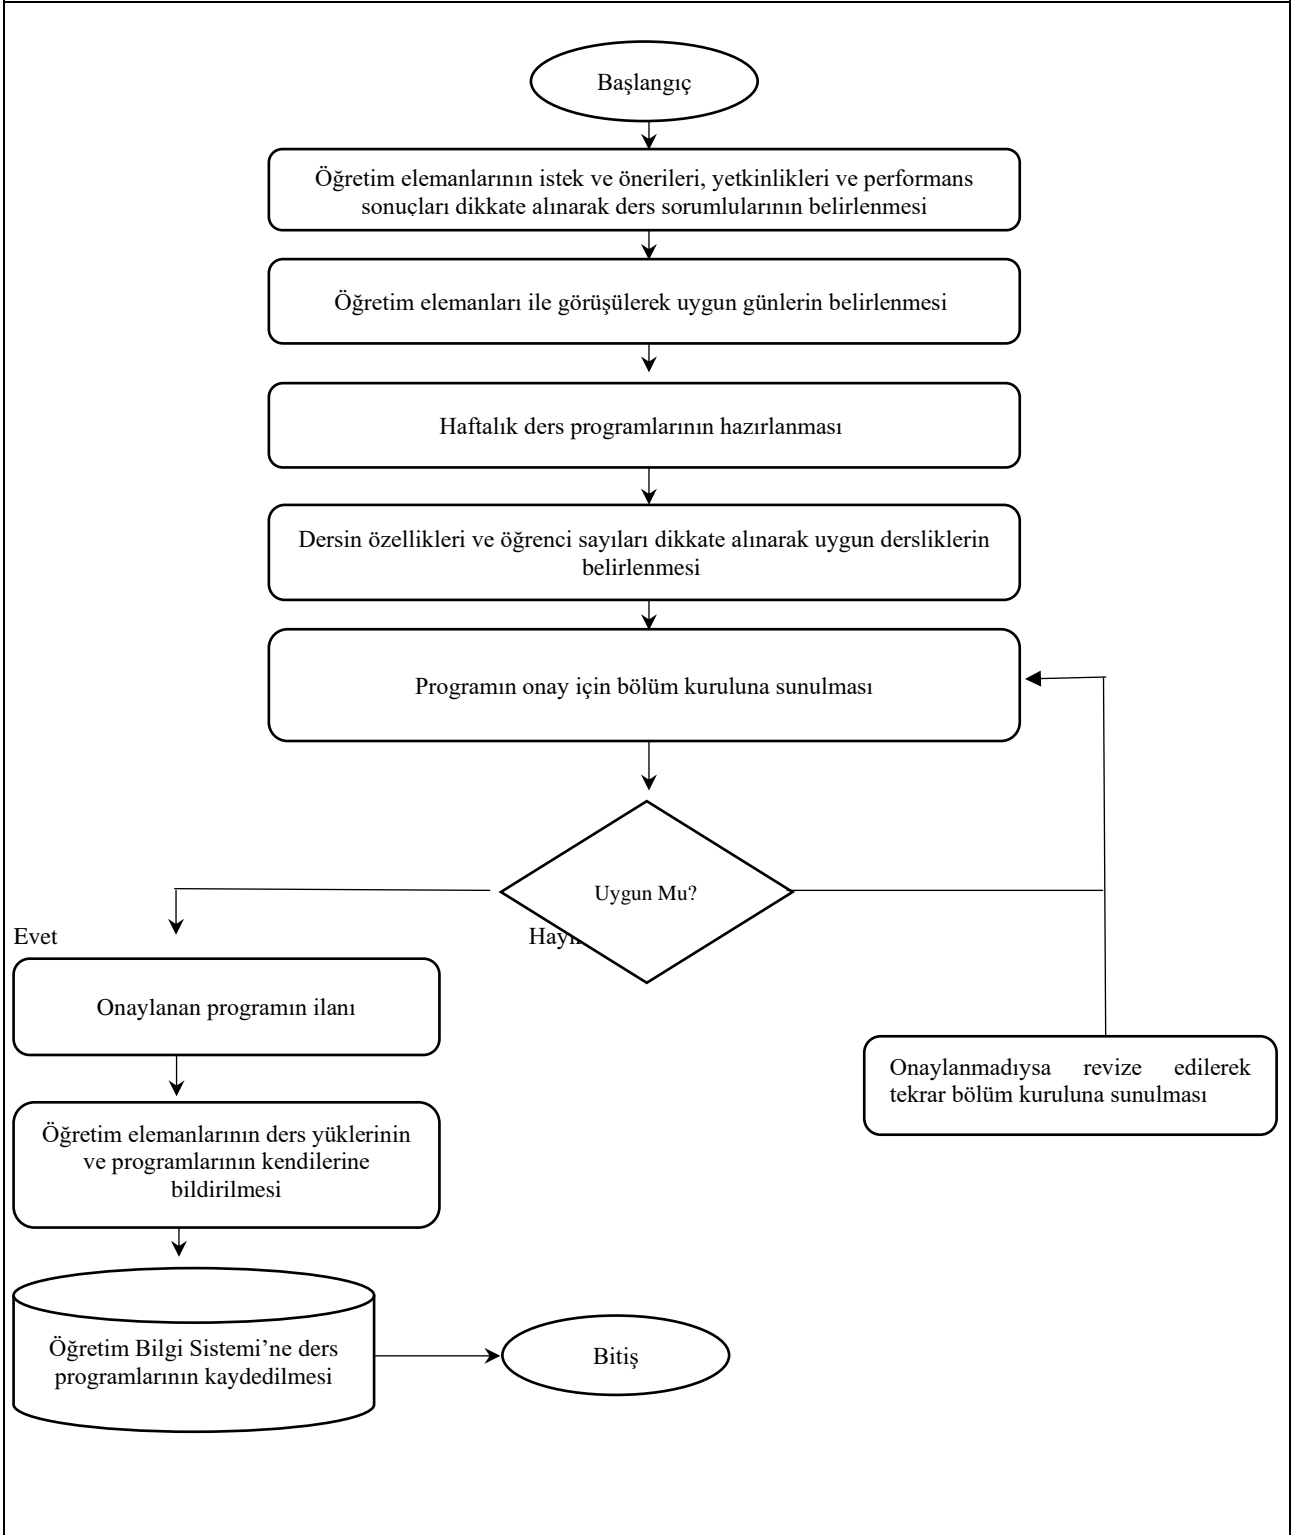 Başlangıç
Öğretim elemanlarının istek ve önerileri, yetkinlikleri ve performans
sonuçları dikkate alınarak ders sorumlularının belirlenmesi
Öğretim elemanları ile görüşülerek uygun günlerin belirlenmesi
Haftalık ders programlarının hazırlanması
Dersin özellikleri ve öğrenci sayıları dikkate alınarak uygun dersliklerin
belirlenmesi
Programın onay için bölüm kuruluna sunulması
Uygun Mu?
Evet
Onaylanan programın ilanı
Onaylanmadıysa revize edilerek
tekrar bölüm kuruluna sunulması
Öğretim elemanlarının ders yüklerinin
ve programlarının kendilerine
bildirilmesi
Öğretim Bilgi Sistemi’ne ders
programlarının kaydedilmesi
Bitiş